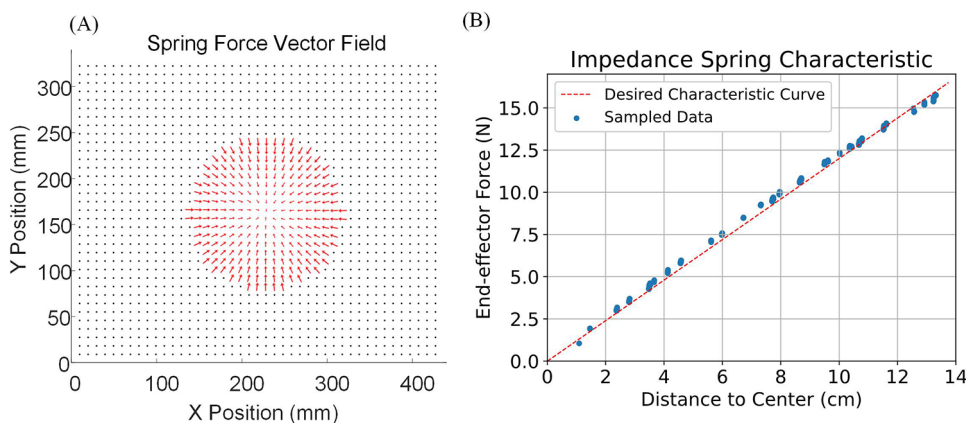 (A)
Spring Force Vector Field
Y Position (mm)
300
250
200
150
100
50
0
0 100 200 300 400
X Position (mm)
(B)
Impedance Spring Characteristic
Desired Characteristic Curve
Sampled Data
End-effector Force (N)
15.0
12.5
10.0
7.5
5.0
2.5
0.0
0 2 4 6 8 10 12 14
Distance to Center (cm)